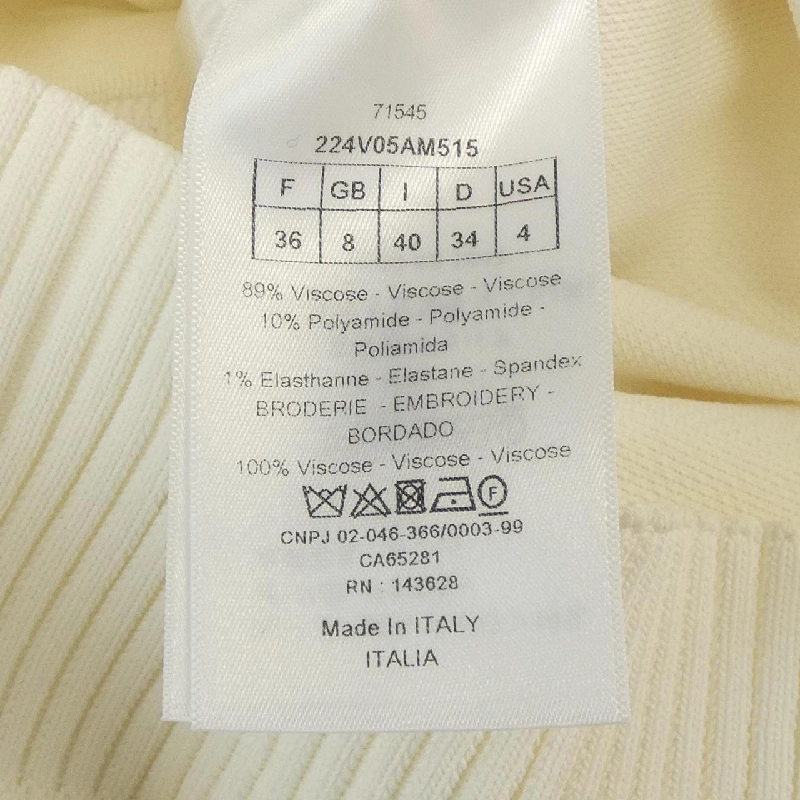 71545
224V05AM515
F GB I D USA
36 8 40 34 4
89% Viscose - Viscose - Viscose
10% Polyamide - Polyamide -
Poliamida
1% Elasthanne - Elastane - Spandex
BRODERIE - EMBROIDERY -
BORDADO
100% Viscose - Viscose - Viscose
F
CNPJ 02-046-366/0003-99
CA65281
RN : 143628
Made In ITALY
ITALIA